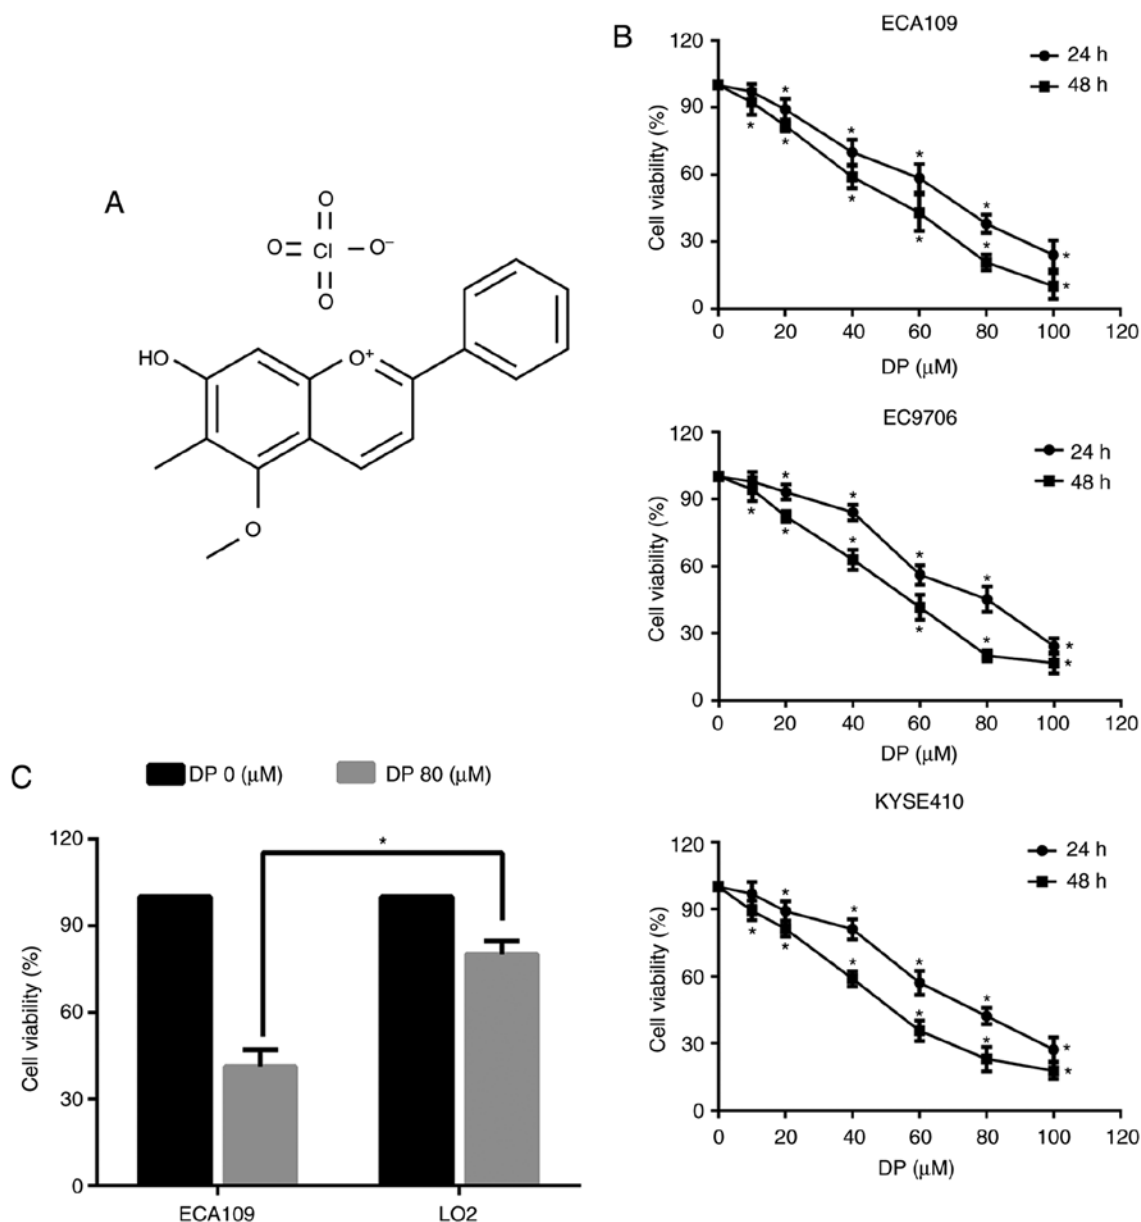 A
O
O Cl O⁻
O
HO
O⁺
O
B
ECA109
24 h
48 h
120
90
60
30
0
Cell viability (%)
* * * * * *
* * * * * *
0 20 40 60 80 100 120
DP (μM)
EC9706
24 h
48 h
120
90
60
30
0
Cell viability (%)
* * * * * *
* * * * * *
0 20 40 60 80 100 120
DP (μM)
KYSE410
24 h
48 h
120
90
60
30
0
Cell viability (%)
* * * * * *
* * * * * *
0 20 40 60 80 100 120
DP (μM)
C
DP 0 (μM) DP 80 (μM)
120
90
60
30
0
Cell viability (%)
*
ECA109 LO2